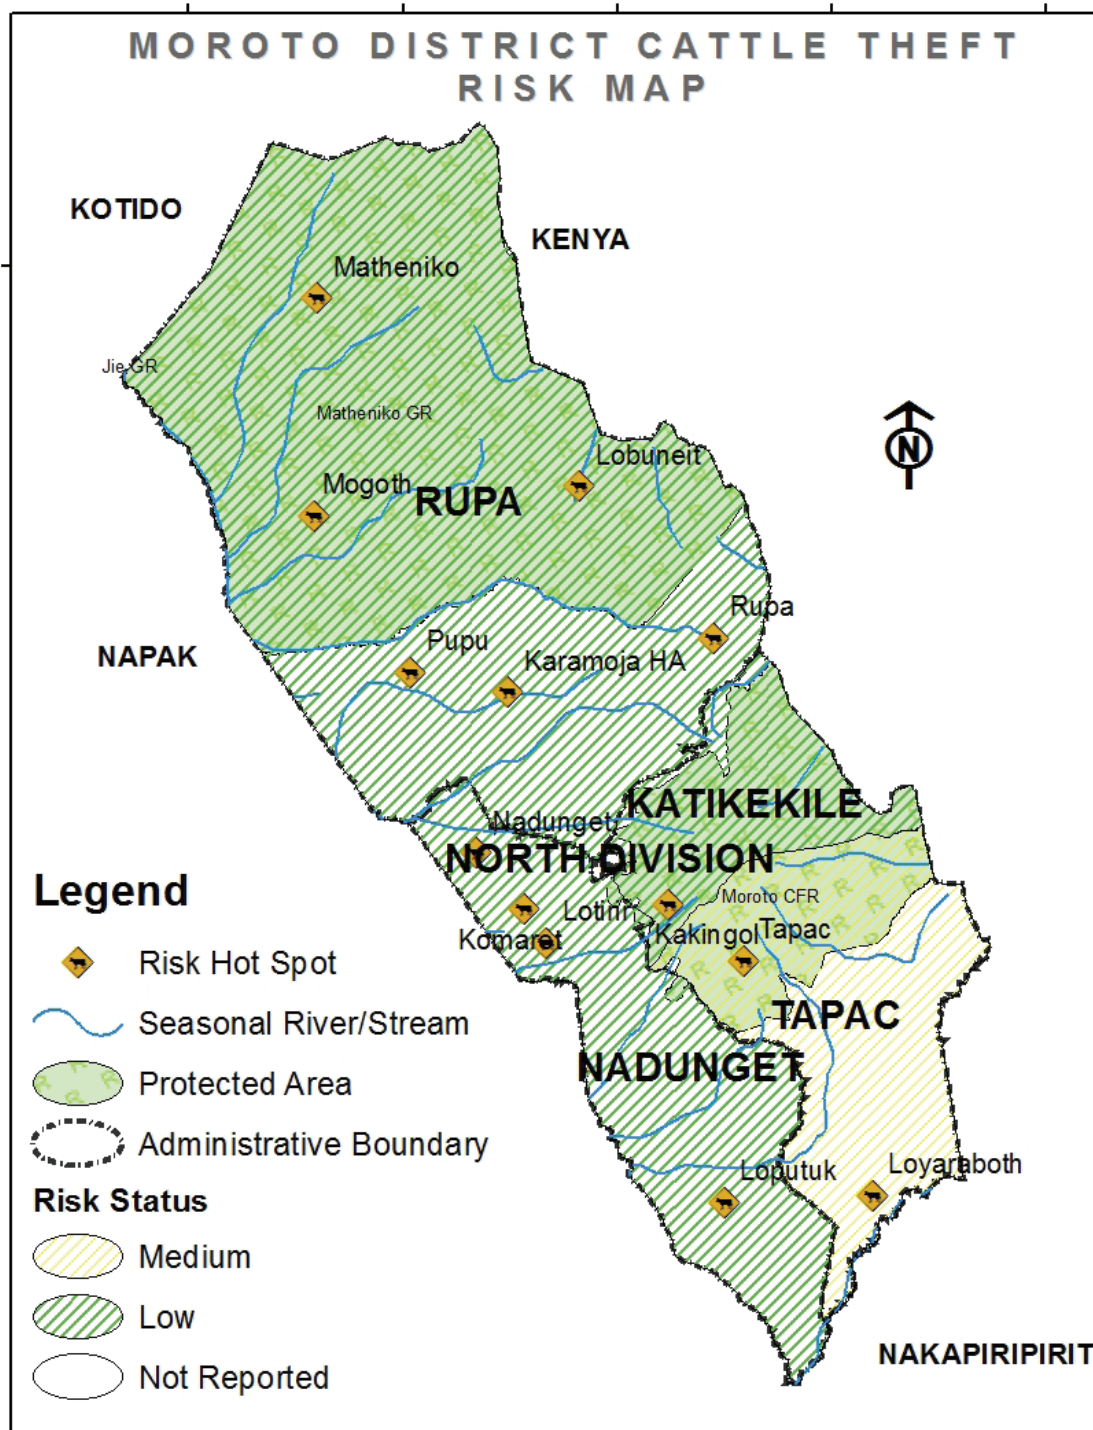 MOROTO DISTRICT CATTLE THEFT
RISK MAP
KOTIDO
KENYA
Matheniko
Jie GR
Matheniko GR
N
Lobuneit
Mogoth
RUPA
Rupa
Pupu
NAPAK
Karamoja HA
KATIKEKILE
Nadunget
NORTH DIVISION
Moroto CFR
Lotirir
Kakingol
Tapac
Komaret
TAPAC
NADUNGET
Loputuk
Loyaraboth
NAKAPIRIPIRIT
Legend
Risk Hot Spot
Seasonal River/Stream
Protected Area
Administrative Boundary
Risk Status
Medium
Low
Not Reported